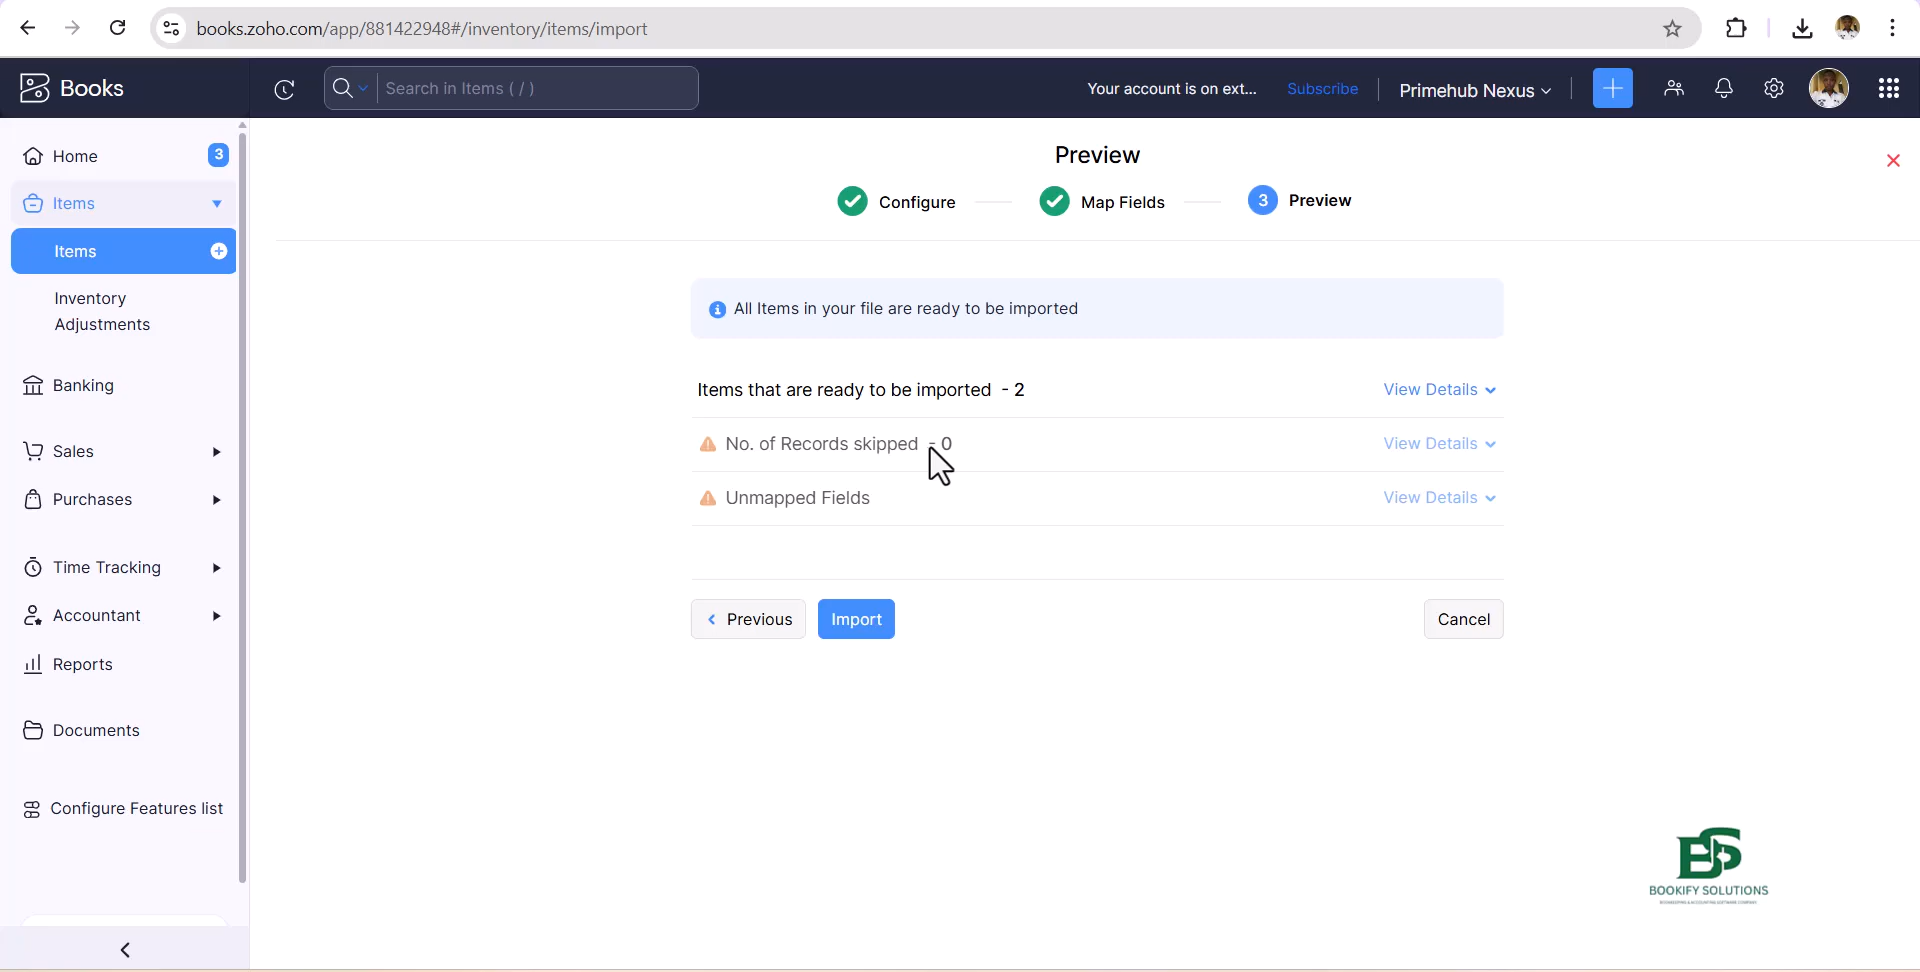 books.zoho.com/app/881422948#/inventory/items/import
Books
Search in Items ( / )
Your account is on ext...
Subscribe
Primehub Nexus
Home
3
Items
Items
Inventory
Adjustments
Banking
Sales
Purchases
Time Tracking
Accountant
Reports
Documents
Configure Features list
Preview
Configure
Map Fields
3
Preview
All Items in your file are ready to be imported
Items that are ready to be imported - 2
View Details
No. of Records skipped - 0
View Details
Unmapped Fields
View Details
Previous
Import
Cancel
BS
BOOKIFY SOLUTIONS